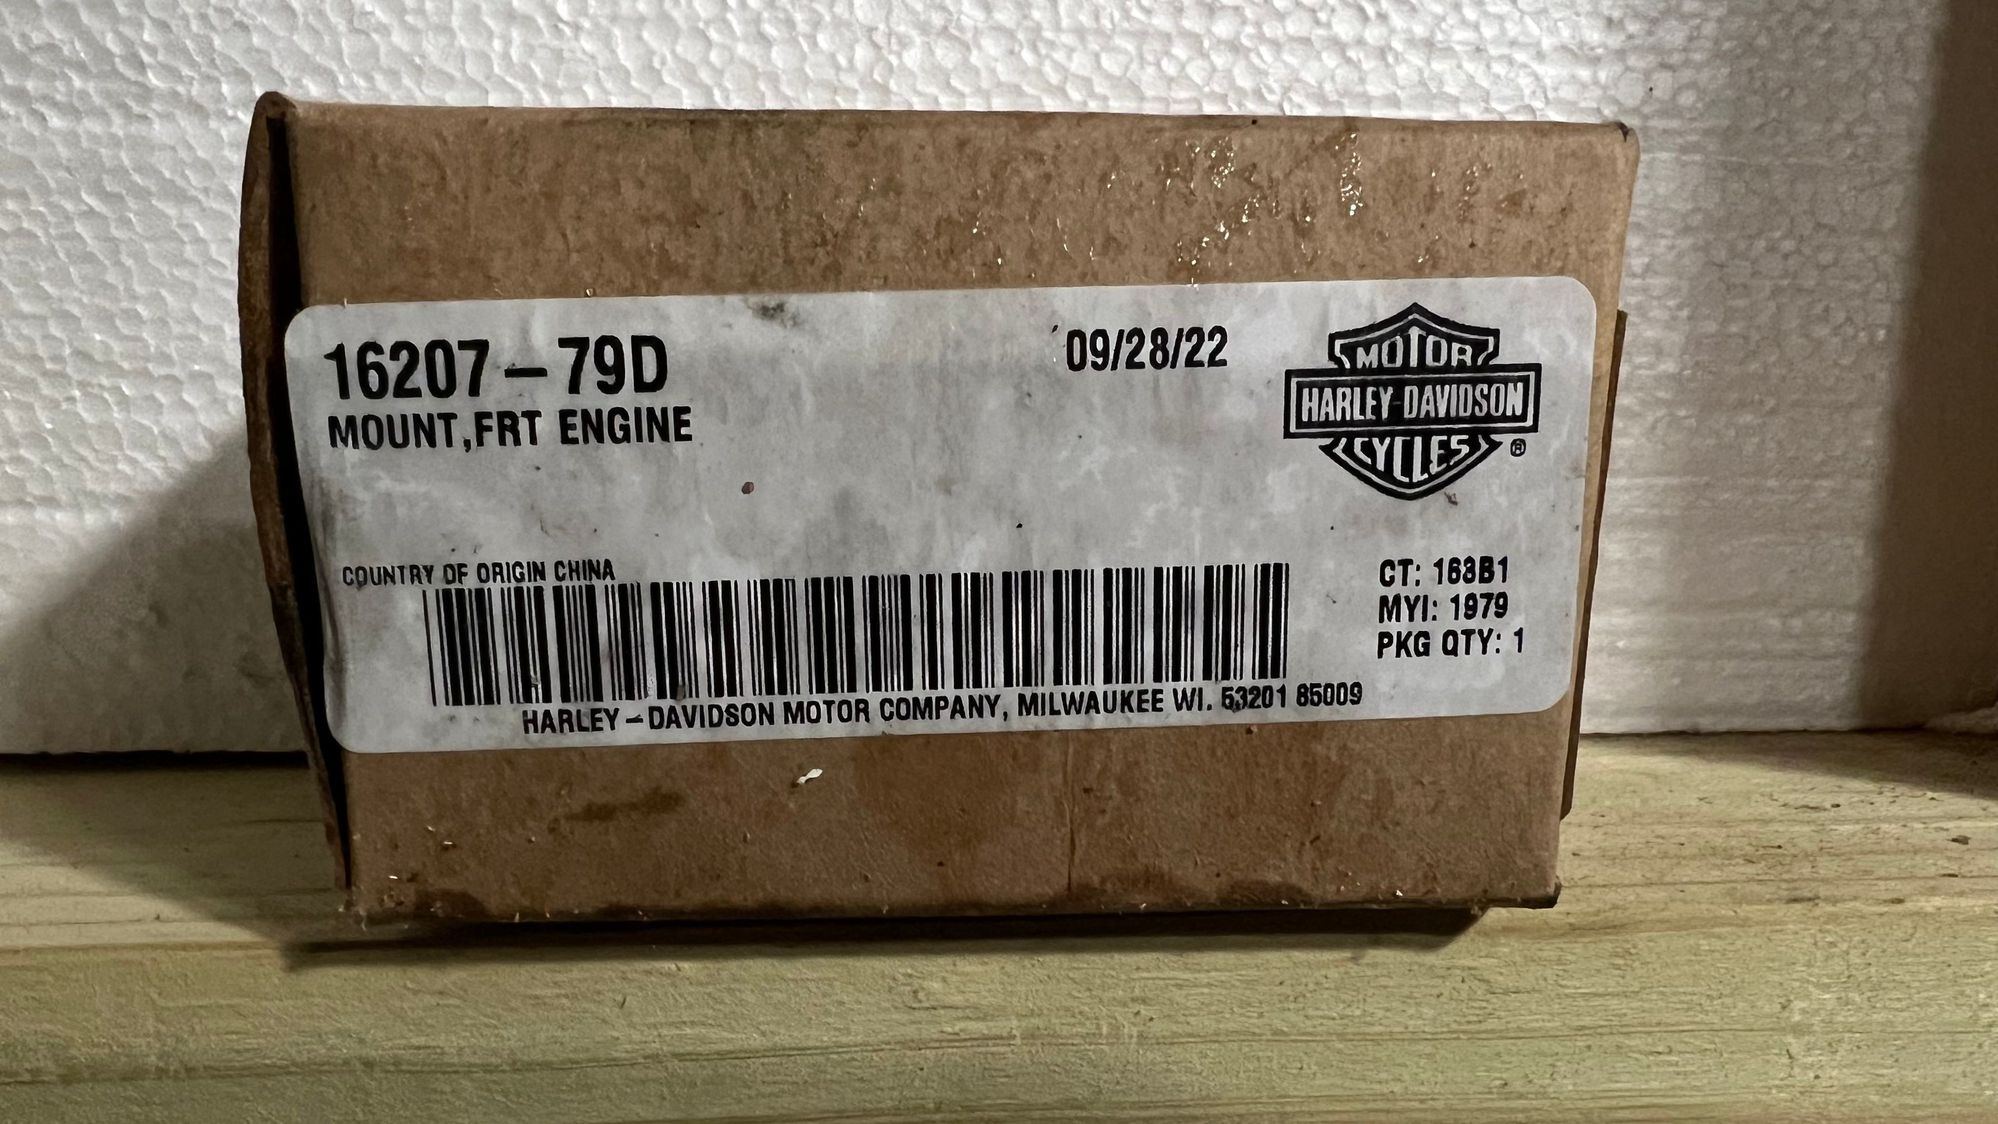 16207-79D
MOUNT,FRT ENGINE
09/28/22
MOTOR
HARLEY-DAVIDSON
CYCLES
®
COUNTRY OF ORIGIN CHINA
CT: 168B1
MYI: 1979
PKG QTY: 1
HARLEY-DAVIDSON MOTOR COMPANY, MILWAUKEE WI. 53201 85009